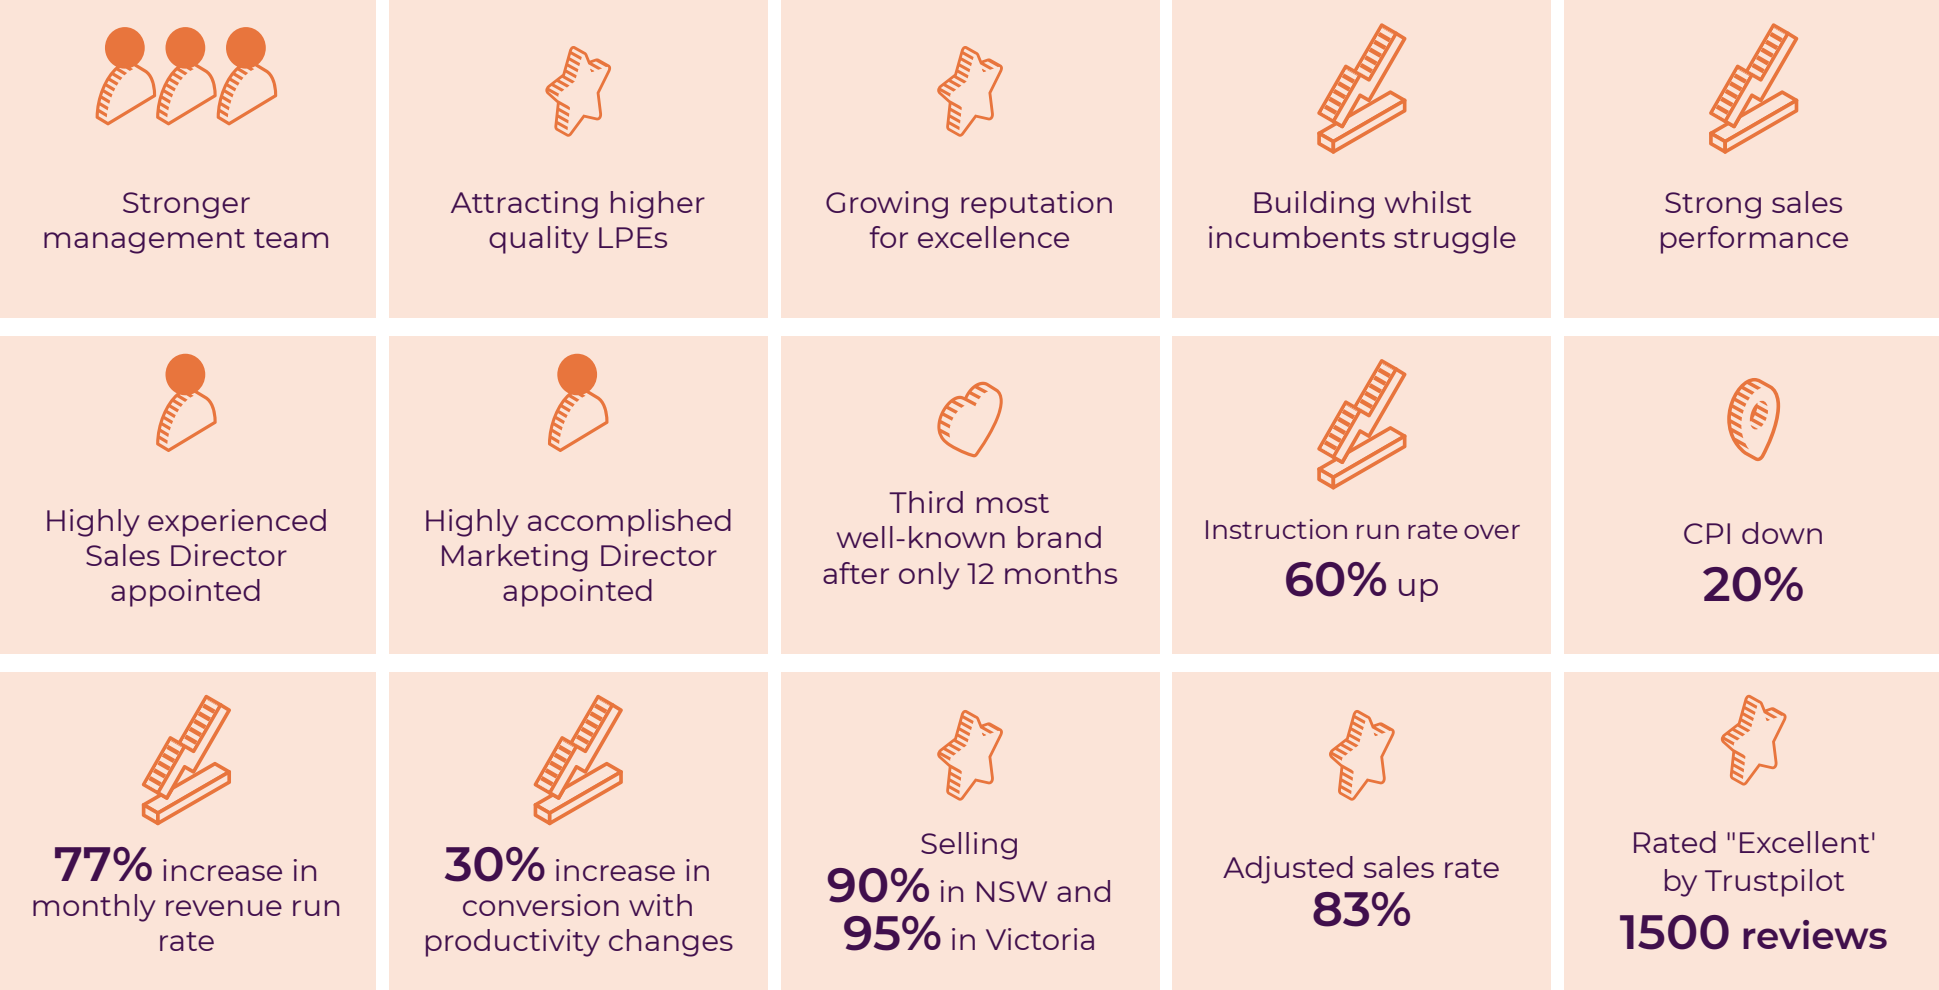 Stronger
management team
Attracting higher
quality LPEs
Growing reputation
for excellence
Building whilst
incumbents struggle
Strong sales
performance
Highly experienced
Sales Director
appointed
Highly accomplished
Marketing Director
appointed
Third most
well-known brand
after only 12 months
Instruction run rate over
60% up
CPI down
20%
77% increase in
monthly revenue run
rate
30% increase in
conversion with
productivity changes
Selling
90% in NSW and
95% in Victoria
Adjusted sales rate
83%
Rated "Excellent'
by Trustpilot
1500 reviews